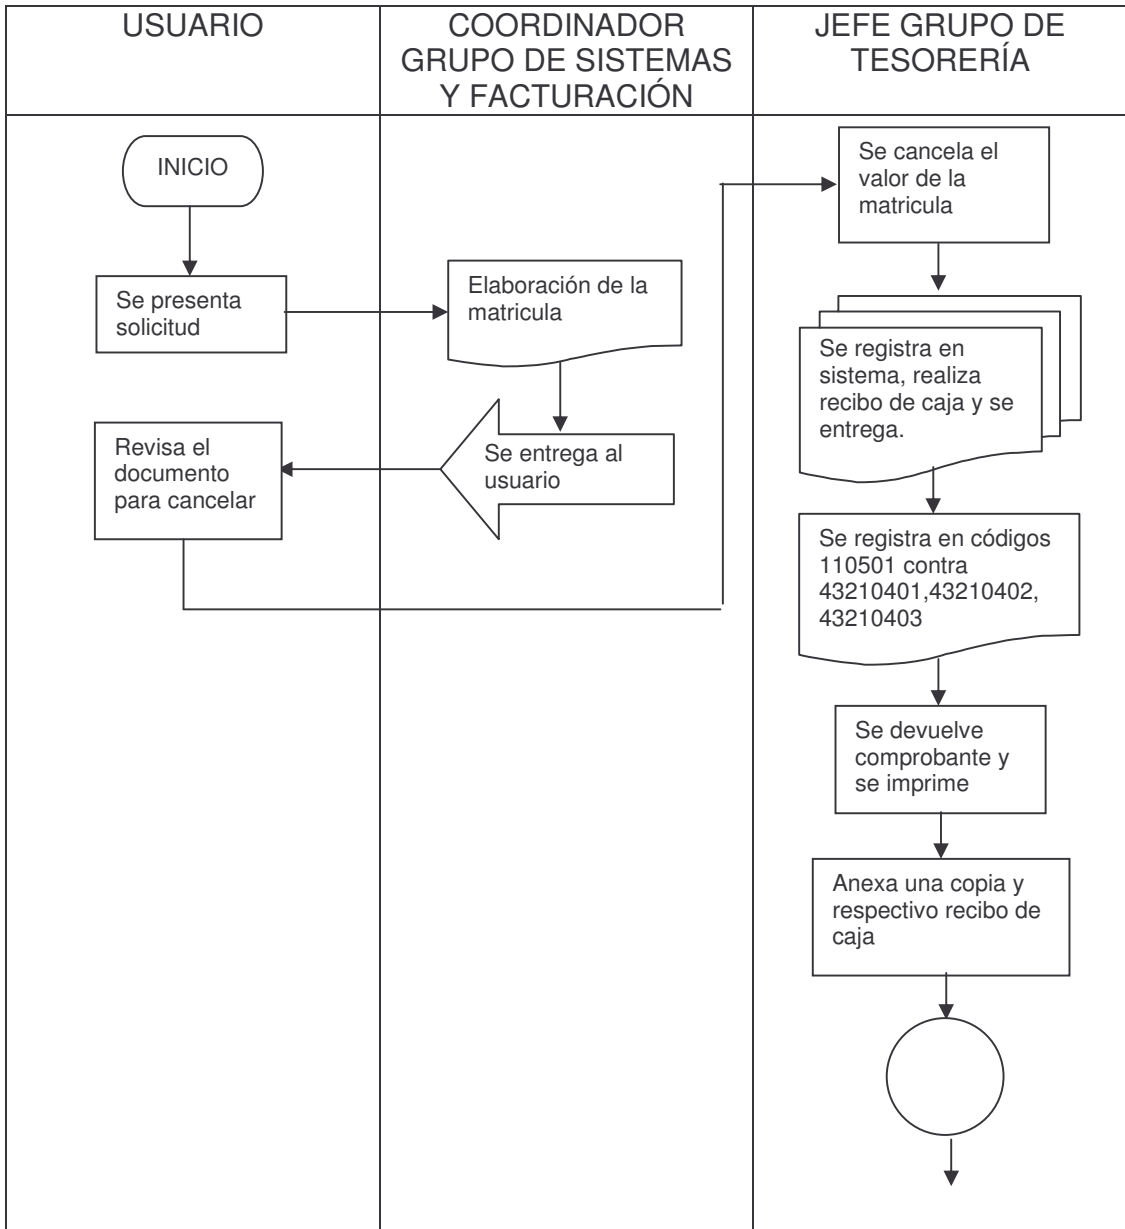 USUARIO
COORDINADOR
GRUPO DE SISTEMAS
Y FACTURACIÓN
JEFE GRUPO DE
TESORERÍA
INICIO
Se presenta
solicitud
Elaboración de la
matricula
Se entrega al
usuario
Revisa el
documento
para cancelar
Se cancela el
valor de la
matricula
Se registra en
sistema, realiza
recibo de caja y se
entrega.
Se registra en códigos
110501 contra
43210401,43210402,
43210403
Se devuelve
comprobante y
se imprime
Anexa una copia y
respectivo recibo de
caja